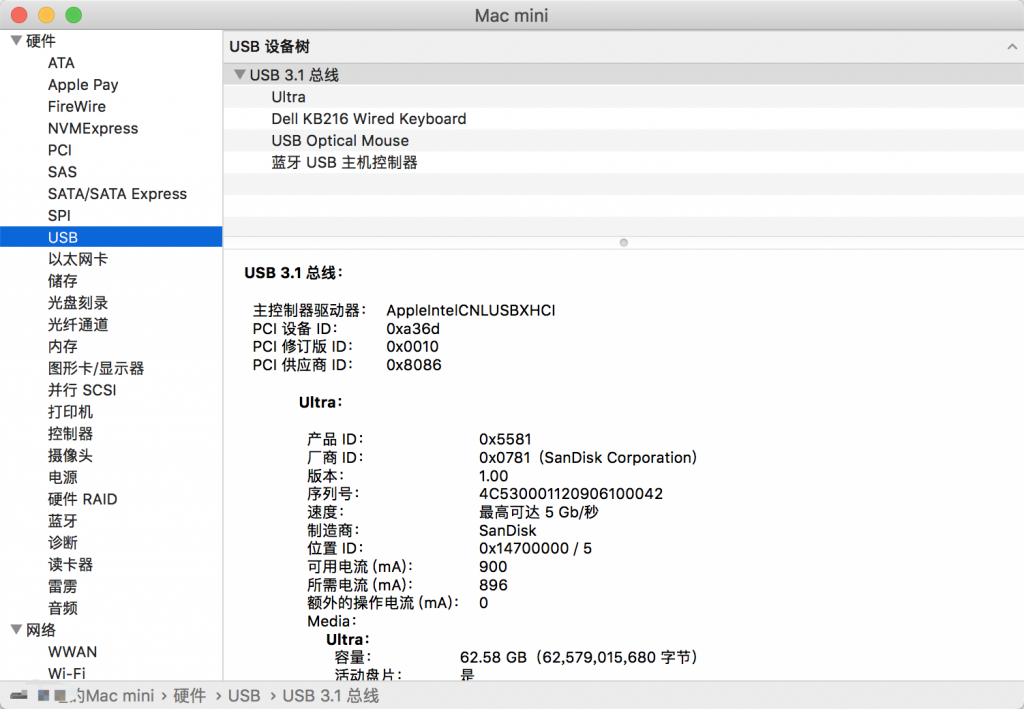 Mac mini
硬件
ATA
Apple Pay
FireWire
NVMExpress
PCI
SAS
SATA/SATA Express
SPI
USB
以太网卡
储存
光盘刻录
光纤通道
内存
图形卡/显示器
并行 SCSI
打印机
控制器
摄像头
电源
硬件 RAID
蓝牙
诊断
读卡器
雷雳
音频
网络
WWAN
Wi-Fi
USB 设备树
USB 3.1 总线
Ultra
Dell KB216 Wired Keyboard
USB Optical Mouse
蓝牙 USB 主机控制器
USB 3.1 总线：
主控制器驱动器： AppleIntelCNLUSBXHCI
PCI 设备 ID： 0xa36d
PCI 修订版 ID： 0x0010
PCI 供应商 ID： 0x8086
Ultra：
产品 ID： 0x5581
厂商 ID： 0x0781（SanDisk Corporation）
版本： 1.00
序列号： 4C530001120906100042
速度： 最高可达 5 Gb/秒
制造商： SanDisk
位置 ID： 0x14700000 / 5
可用电流 (mA)： 900
所需电流 (mA)： 896
额外的操作电流 (mA)： 0
Media：
Ultra：
容量： 62.58 GB（62,579,015,680 字节）
活动盘片： 是
的Mac mini › 硬件 › USB › USB 3.1 总线